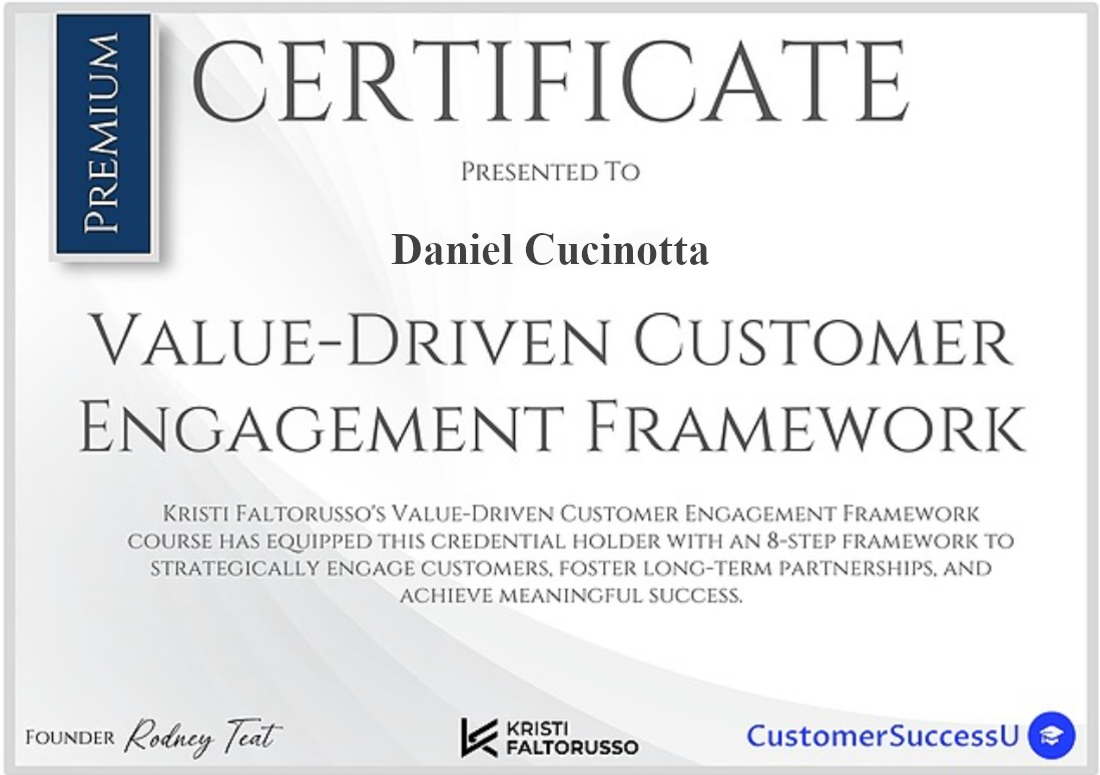 PREMIUM
CERTIFICATE
PRESENTED TO
Daniel Cucinotta
VALUE-DRIVEN CUSTOMER
ENGAGEMENT FRAMEWORK
KRISTI FALTORUSSO'S VALUE-DRIVEN CUSTOMER ENGAGEMENT FRAMEWORK
COURSE HAS EQUIPPED THIS CREDENTIAL HOLDER WITH AN 8-STEP FRAMEWORK TO
STRATEGICALLY ENGAGE CUSTOMERS, FOSTER LONG-TERM PARTNERSHIPS, AND
ACHIEVE MEANINGFUL SUCCESS.
FOUNDER Rodney Teat
KRISTI
FALTORUSSO
CustomerSuccessU